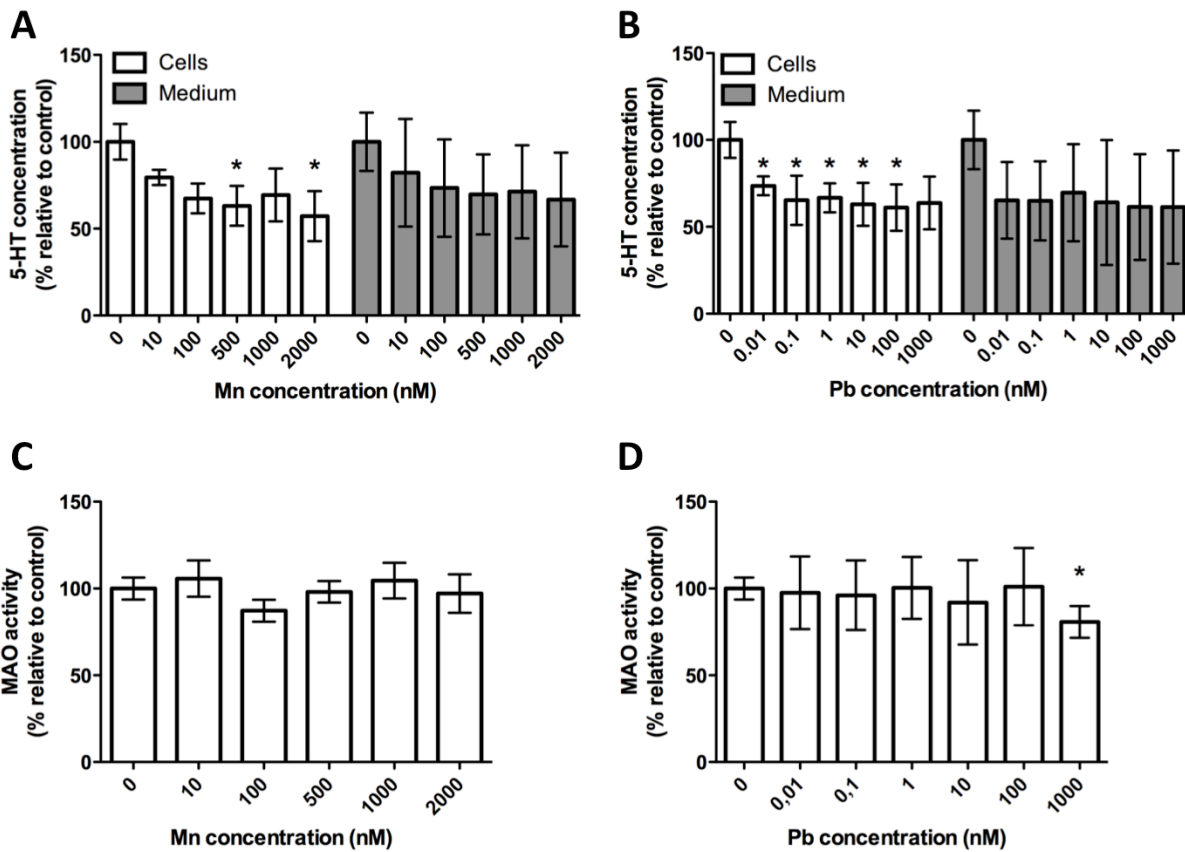 A
5-HT concentration
(% relative to control)
150
100
50
0
Cells
Medium
* *
0 10 100 500 1000 2000 0 10 100 500 1000 2000
Mn concentration (nM)
B
5-HT concentration
(% relative to control)
150
100
50
0
Cells
Medium
* * * * *
0 0.01 0.1 1 10 100 1000 0 0.01 0.1 1 10 100 1000
Pb concentration (nM)
C
MAO activity
(% relative to control)
150
100
50
0
0 10 100 500 1000 2000
Mn concentration (nM)
D
MAO activity
(% relative to control)
150
100
50
0
*
0 0,01 0,1 1 10 100 1000
Pb concentration (nM)